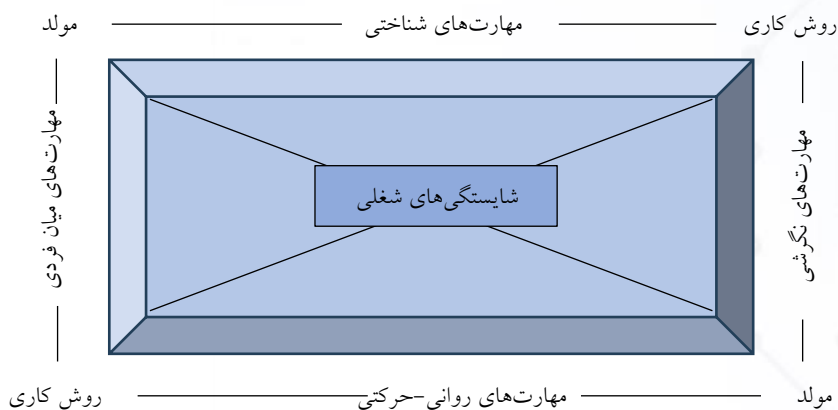 روش کاری مهارت‌های شناختی مولد
مهارت‌های نگرشی
شایستگی‌های شغلی
مهارت‌های میان فردی
مولد مهارت‌های روانی-حرکتی روش کاری